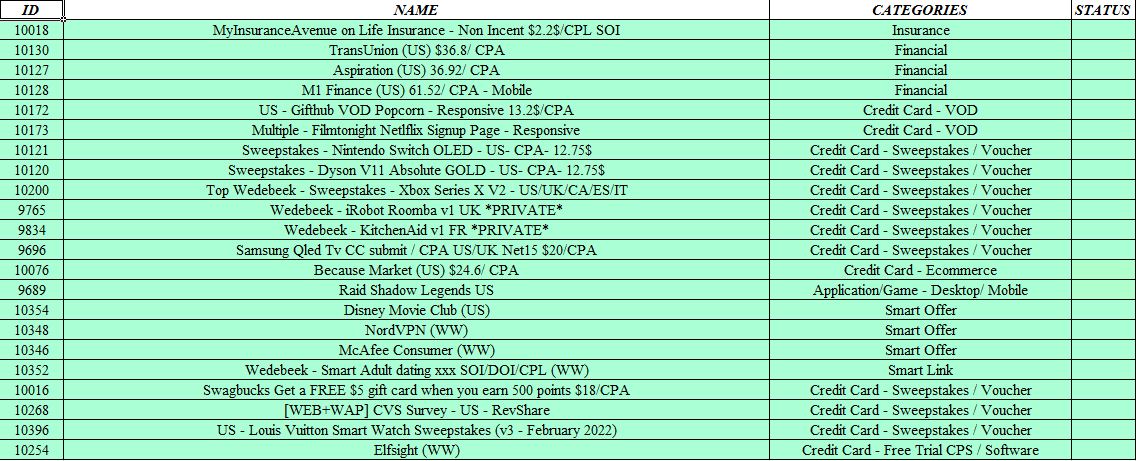 ID NAME CATEGORIES STATUS
10018 MyInsuranceAvenue on Life Insurance - Non Incent $2.2$/CPL SOI Insurance
10130 TransUnion (US) $36.8/ CPA Financial
10127 Aspiration (US) 36.92/ CPA Financial
10128 M1 Finance (US) 61.52/ CPA - Mobile Financial
10172 US - Gifthub VOD Popcorn - Responsive 13.2$/CPA Credit Card - VOD
10173 Multiple - Filmtonight Netlflix Signup Page - Responsive Credit Card - VOD
10121 Sweepstakes - Nintendo Switch OLED - US- CPA- 12.75$ Credit Card - Sweepstakes / Voucher
10120 Sweepstakes - Dyson V11 Absolute GOLD - US- CPA- 12.75$ Credit Card - Sweepstakes / Voucher
10200 Top Wedebeek - Sweepstakes - Xbox Series X V2 - US/UK/CA/ES/IT Credit Card - Sweepstakes / Voucher
9765 Wedebeek - iRobot Roomba v1 UK *PRIVATE* Credit Card - Sweepstakes / Voucher
9834 Wedebeek - KitchenAid v1 FR *PRIVATE* Credit Card - Sweepstakes / Voucher
9696 Samsung Qled Tv CC submit / CPA US/UK Net15 $20/CPA Credit Card - Sweepstakes / Voucher
10076 Because Market (US) $24.6/ CPA Credit Card - Ecommerce
9689 Raid Shadow Legends US Application/Game - Desktop/ Mobile
10354 Disney Movie Club (US) Smart Offer
10348 NordVPN (WW) Smart Offer
10346 McAfee Consumer (WW) Smart Offer
10352 Wedebeek - Smart Adult dating xxx SOI/DOI/CPL (WW) Smart Link
10016 Swagbucks Get a FREE $5 gift card when you earn 500 points $18/CPA Credit Card - Sweepstakes / Voucher
10268 [WEB+WAP] CVS Survey - US - RevShare Credit Card - Sweepstakes / Voucher
10396 US - Louis Vuitton Smart Watch Sweepstakes (v3 - February 2022) Credit Card - Sweepstakes / Voucher
10254 Elfsight (WW) Credit Card - Free Trial CPS / Software